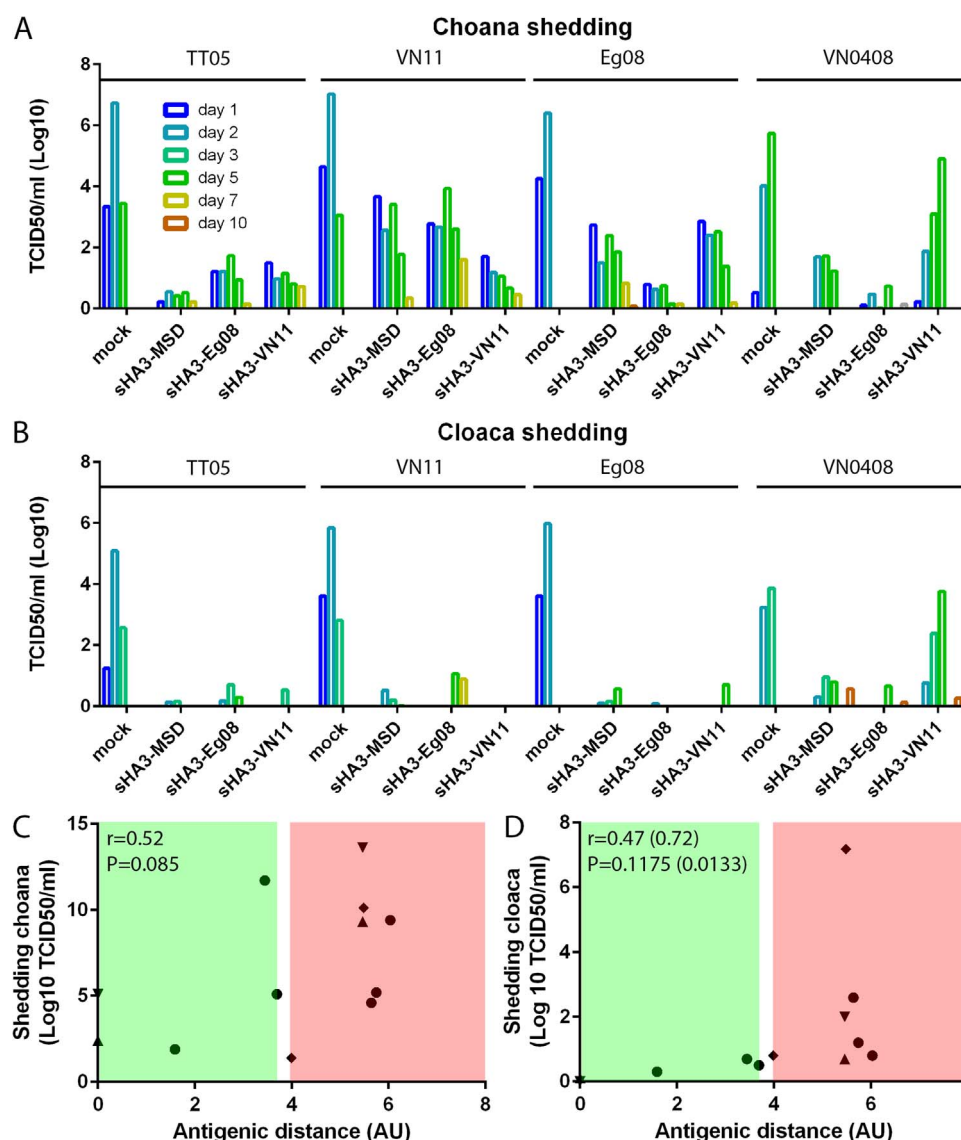 A
Choana shedding
TT05 VN11 Eg08 VN0408
8
6
4
2
0
TCID50/ml (Log10)
day 1
day 2
day 3
day 5
day 7
day 10
mock sHA3-MSD sHA3-Eg08 sHA3-VN11 mock sHA3-MSD sHA3-Eg08 sHA3-VN11 mock sHA3-MSD sHA3-Eg08 sHA3-VN11 mock sHA3-MSD sHA3-Eg08 sHA3-VN11
B
Cloaca shedding
TT05 VN11 Eg08 VN0408
8
6
4
2
0
TCID50/ml (Log10)
mock sHA3-MSD sHA3-Eg08 sHA3-VN11 mock sHA3-MSD sHA3-Eg08 sHA3-VN11 mock sHA3-MSD sHA3-Eg08 sHA3-VN11 mock sHA3-MSD sHA3-Eg08 sHA3-VN11
C
15
10
5
0
Shedding choana
(Log10 TCID50/ml)
r=0.52
P=0.085
0 2 4 6 8
Antigenic distance (AU)
D
8
6
4
2
0
Shedding cloaca
(Log 10 TCID50/ml)
r=0.47 (0.72)
P=0.1175 (0.0133)
0 2 4 6
Antigenic distance (AU)